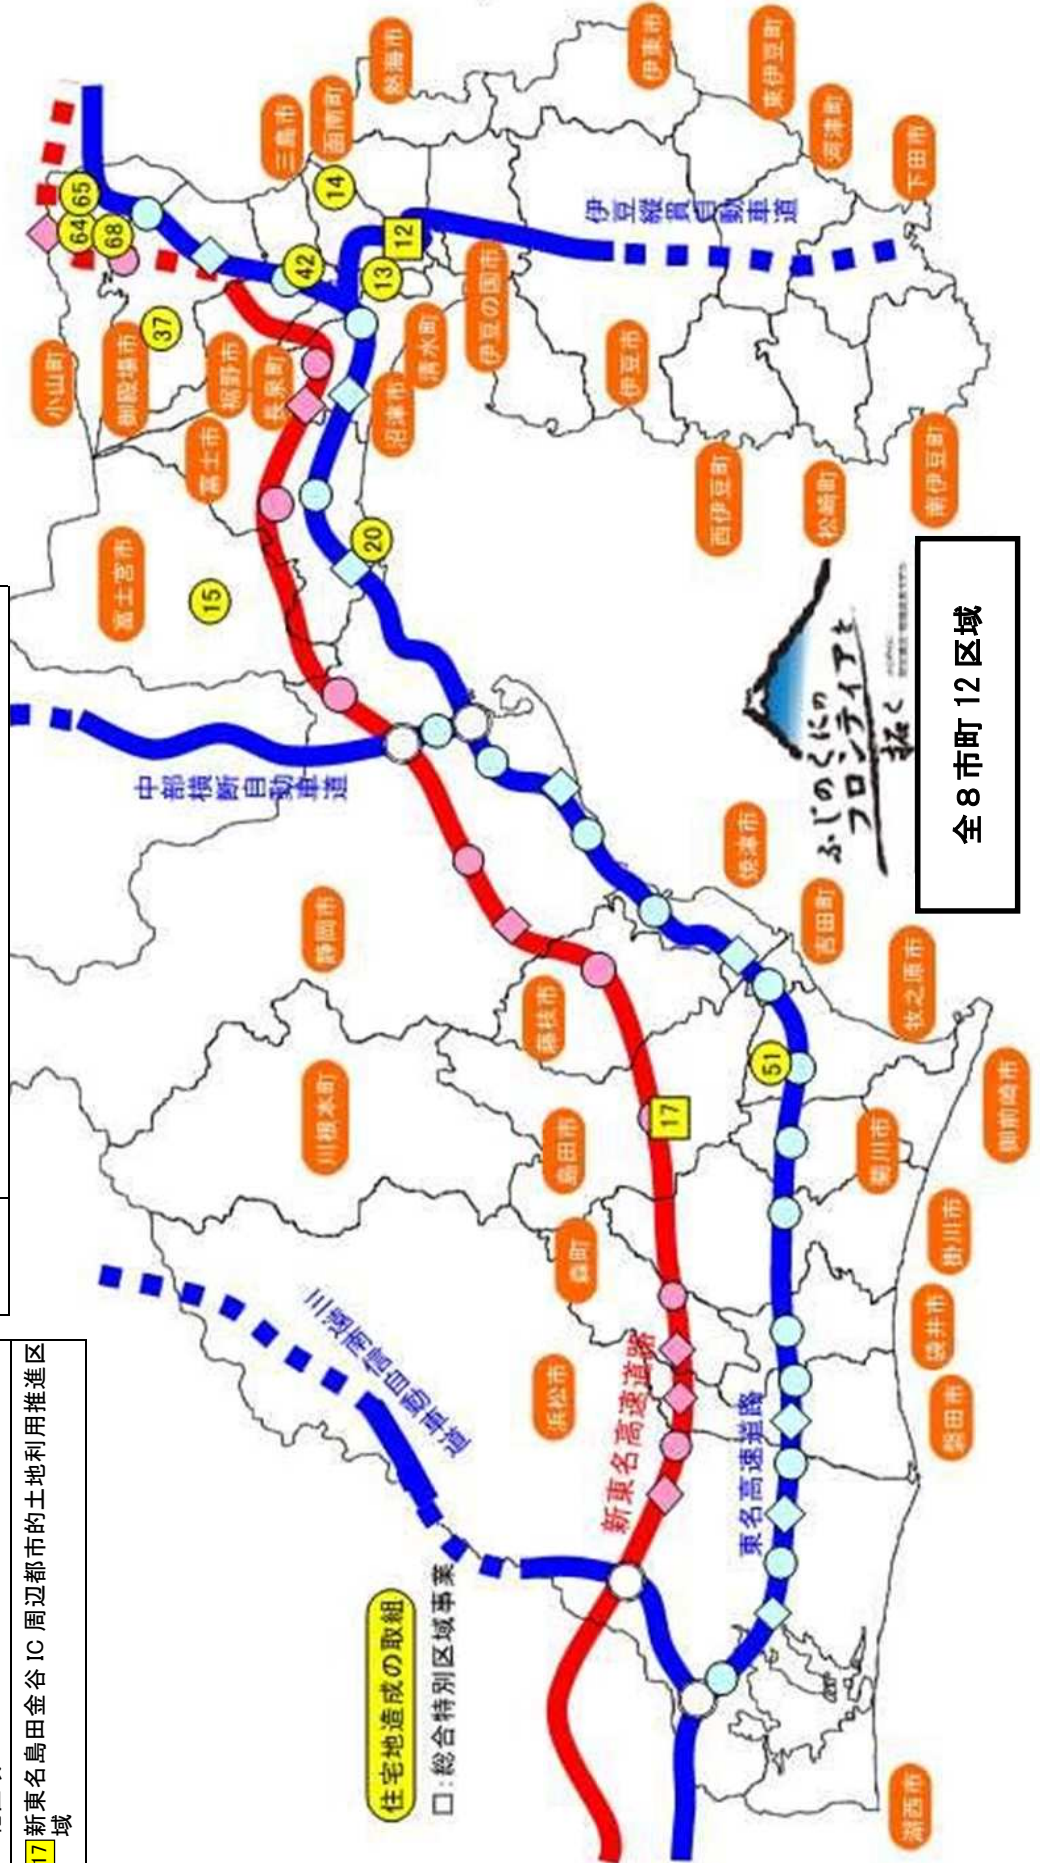 17 新東名島田金谷 IC 周辺都市的土地利用推進区
域
住宅地造成の取組
□:総合特別区域事業
三遠南信自動車道
新東名高速道路
東名高速道路
中部横断自動車道
伊豆縦貫自動車道
湖西市
浜松市
森町
磐田市
袋井市
掛川市
島田市
菊川市
御前崎市
川根本町
藤枝市
牧之原市
吉田町
静岡市
焼津市
富士宮市
富士市
小山町
御殿場市
裾野市
長泉町
沼津市
清水町
伊豆の国市
三島市
函南町
熱海市
伊東市
東伊豆町
河津町
下田市
伊豆市
西伊豆町
松崎町
南伊豆町
17
51
15
20
37
42
13
12
14
64
65
68
ふじのくにの
フロンティアを
拓く
全8市町 12 区域